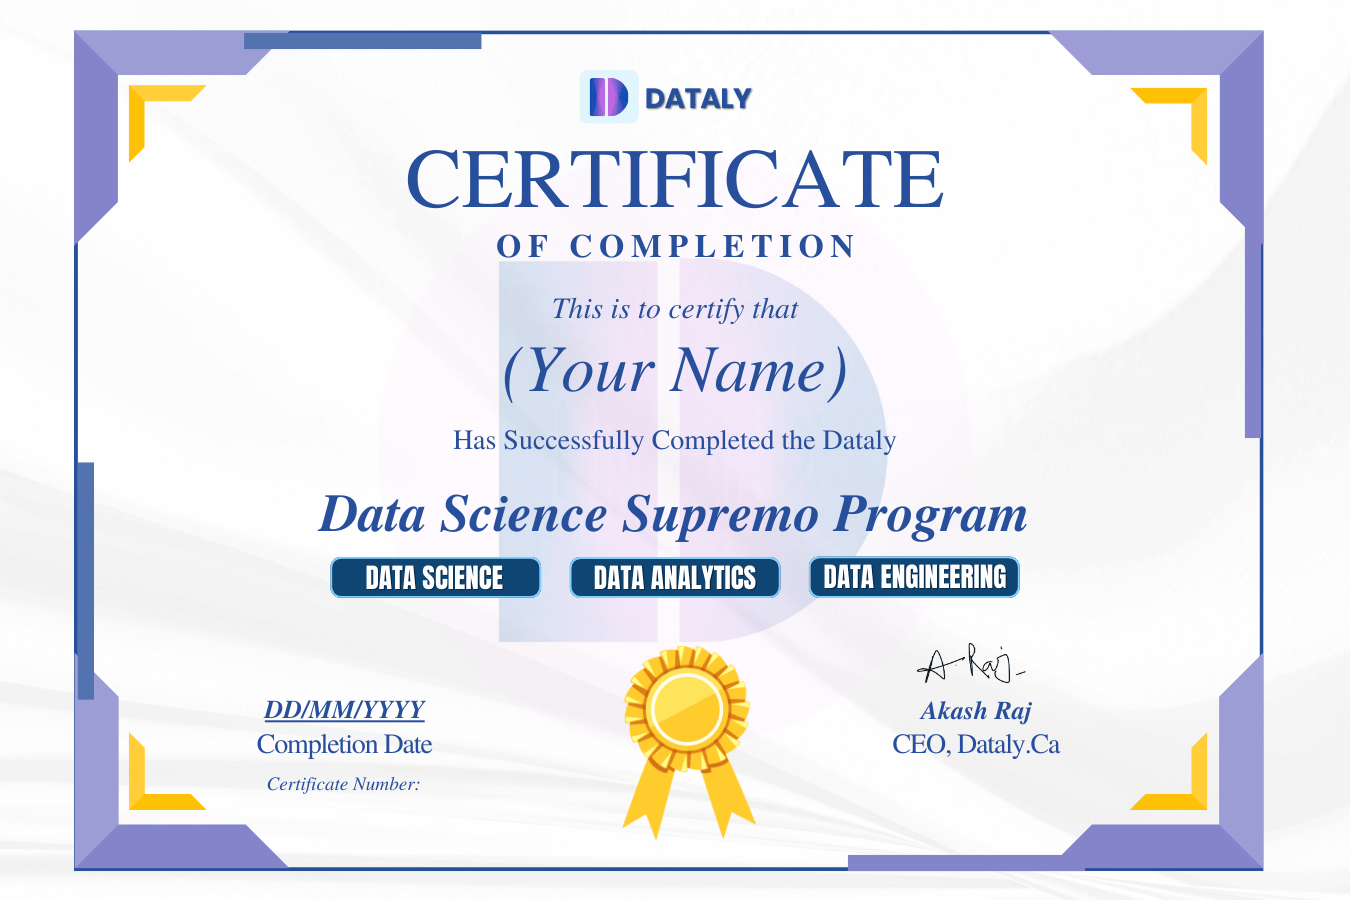 DATALY
CERTIFICATE
OF COMPLETION
This is to certify that
(Your Name)
Has Successfully Completed the Dataly
Data Science Supremo Program
DATA SCIENCE
DATA ANALYTICS
DATA ENGINEERING
A. Raj
DD/MM/YYYY
Completion Date
Certificate Number:
Akash Raj
CEO, Dataly.Ca